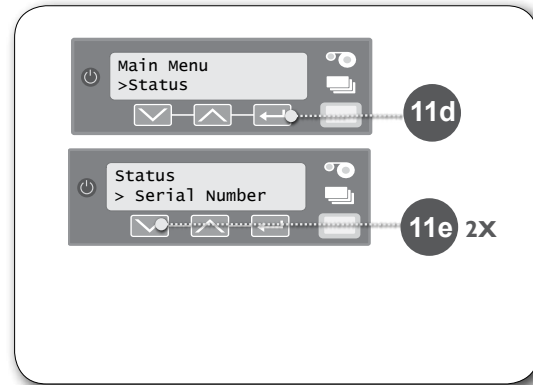 Main Menu
>Status
11d
Status
> Serial Number
11e 2X